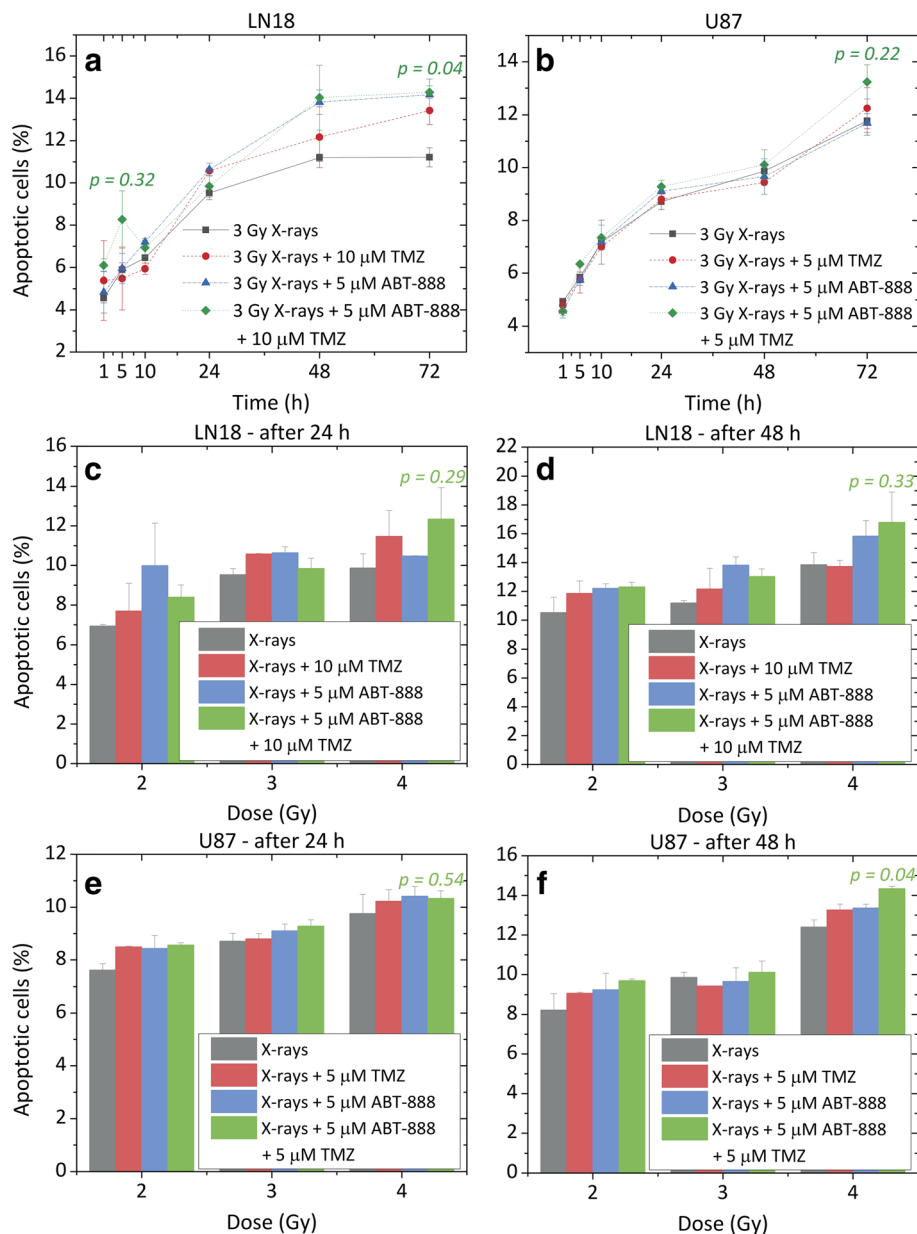 LN18
a
p = 0.04
p = 0.32
16
14
12
10
8
6
4
2
Apoptotic cells (%)
3 Gy X-rays
3 Gy X-rays + 10 μM TMZ
3 Gy X-rays + 5 μM ABT-888
3 Gy X-rays + 5 μM ABT-888
+ 10 μM TMZ
1 5 10 24 48 72
Time (h)
U87
b
p = 0.22
14
12
10
8
6
4
3 Gy X-rays
3 Gy X-rays + 5 μM TMZ
3 Gy X-rays + 5 μM ABT-888
3 Gy X-rays + 5 μM ABT-888
+ 5 μM TMZ
1 5 10 24 48 72
Time (h)
LN18 - after 24 h
c
p = 0.29
16
14
12
10
8
6
4
2
0
Apoptotic cells (%)
X-rays
X-rays + 10 μM TMZ
X-rays + 5 μM ABT-888
X-rays + 5 μM ABT-888
+ 10 μM TMZ
2 3 4
Dose (Gy)
LN18 - after 48 h
d
p = 0.33
22
20
18
16
14
12
10
8
6
4
2
0
X-rays
X-rays + 10 μM TMZ
X-rays + 5 μM ABT-888
X-rays + 5 μM ABT-888
+ 10 μM TMZ
2 3 4
Dose (Gy)
U87 - after 24 h
e
p = 0.54
12
10
8
6
4
2
0
Apoptotic cells (%)
X-rays
X-rays + 5 μM TMZ
X-rays + 5 μM ABT-888
X-rays + 5 μM ABT-888
+ 5 μM TMZ
2 3 4
Dose (Gy)
U87 - after 48 h
f
p = 0.04
16
14
12
10
8
6
4
2
0
X-rays
X-rays + 5 μM TMZ
X-rays + 5 μM ABT-888
X-rays + 5 μM ABT-888
+ 5 μM TMZ
2 3 4
Dose (Gy)